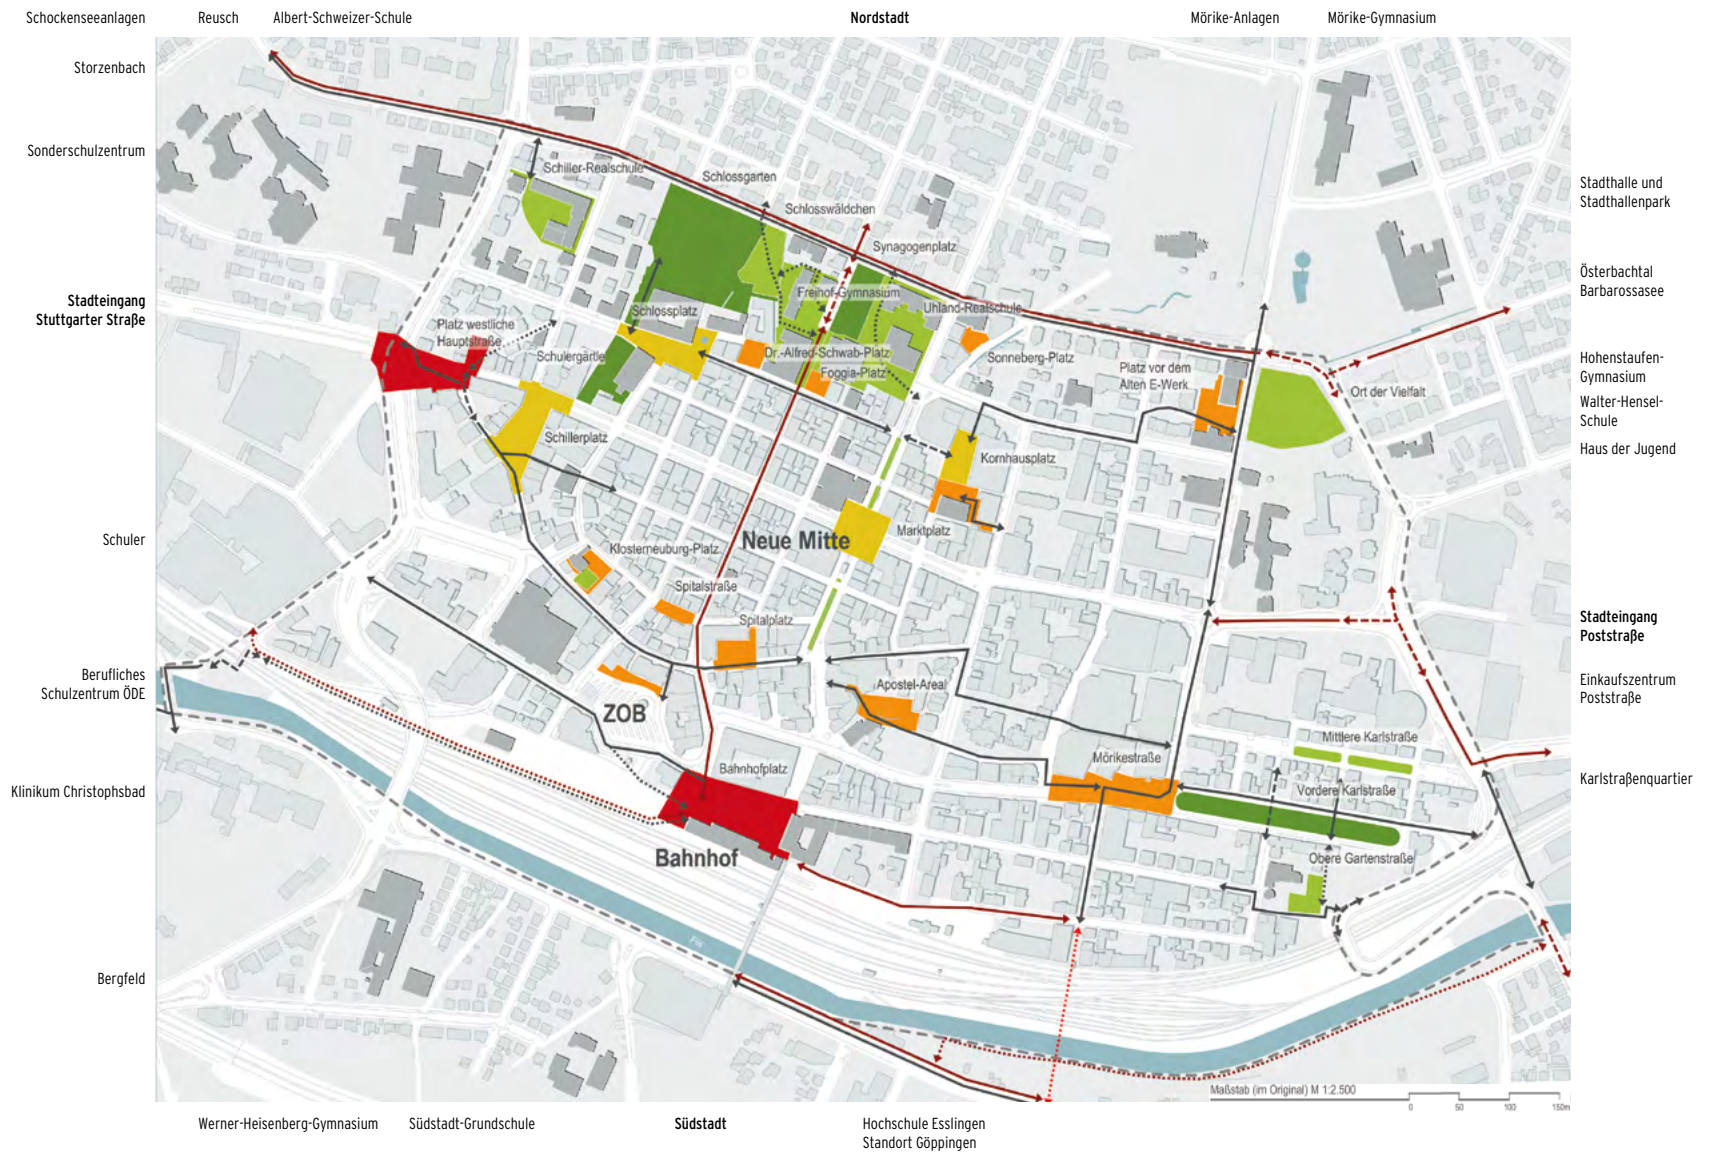 Schockenseeanlagen
Reusch
Albert-Schweizer-Schule
Nordstadt
Mörike-Anlagen
Mörike-Gymnasium
Storzenbach
Sonderschulzentrum
Stadteingang
Stuttgarter Straße
Schuler
Berufliches
Schulzentrum ÖDE
Klinikum Christophsbad
Bergfeld
Schiller-Realschule
Schlossgarten
Schlosswäldchen
Synagogenplatz
Freihof-Gymnasium
Uhland-Realschule
Schlossplatz
Platz westliche
Hauptstraße
Schulergärtle
Dr.-Alfred-Schwab-Platz
Foggia-Platz
Sonneberg-Platz
Platz vor dem
Alten E-Werk
Ort der Vielfalt
Schillerplatz
Kornhausplatz
Marktplatz
Neue Mitte
Klosterneuburg-Platz
Spitalstraße
Spitalplatz
Apostel-Areal
ZOB
Bahnhofplatz
Bahnhof
Mörikestraße
Mittlere Karlstraße
Vordere Karlstraße
Obere Gartenstraße
Fils
Maßstab (im Original) M 1:2.500
0 50 100 150m
Stadthalle und
Stadthallenpark
Österbachtal
Barbarossasee
Hohenstaufen-
Gymnasium
Walter-Hensel-
Schule
Haus der Jugend
Stadteingang
Poststraße
Einkaufszentrum
Poststraße
Karlstraßenquartier
Werner-Heisenberg-Gymnasium
Südstadt-Grundschule
Südstadt
Hochschule Esslingen
Standort Göppingen